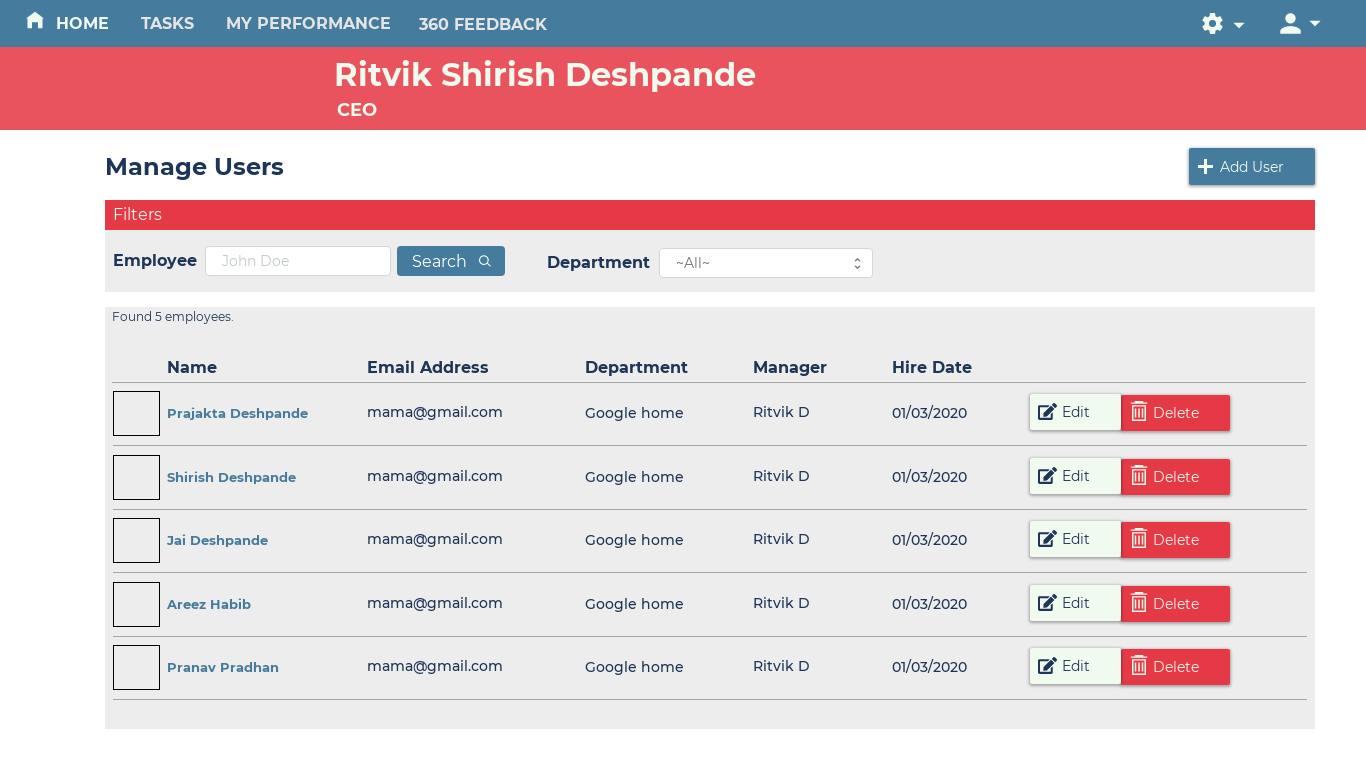 HOME TASKS MY PERFORMANCE 360 FEEDBACK
Ritvik Shirish Deshpande
CEO
Manage Users
Add User
Filters
Employee John Doe Search Department ~All~
Found 5 employees.
Name Email Address Department Manager Hire Date
Prajakta Deshpande mama@gmail.com Google home Ritvik D 01/03/2020 Edit Delete
Shirish Deshpande mama@gmail.com Google home Ritvik D 01/03/2020 Edit Delete
Jai Deshpande mama@gmail.com Google home Ritvik D 01/03/2020 Edit Delete
Areez Habib mama@gmail.com Google home Ritvik D 01/03/2020 Edit Delete
Pranav Pradhan mama@gmail.com Google home Ritvik D 01/03/2020 Edit Delete